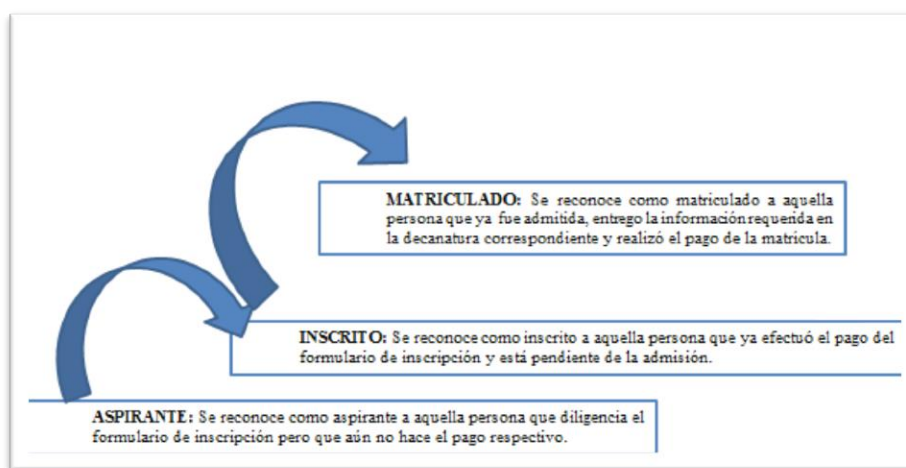 MATRICULADO: Se reconoce como matriculado a aquella
persona que ya fue admitida, entrego la información requerida en
la decanatura correspondiente y realizó el pago de la matricula.
INSCRITO: Se reconoce como inscrito a aquella persona que ya efectuó el pago del
formulario de inscripción y está pendiente de la admisión.
ASPIRANTE: Se reconoce como aspirante a aquella persona que diligencia el
formulario de inscripción pero que aún no hace el pago respectivo.